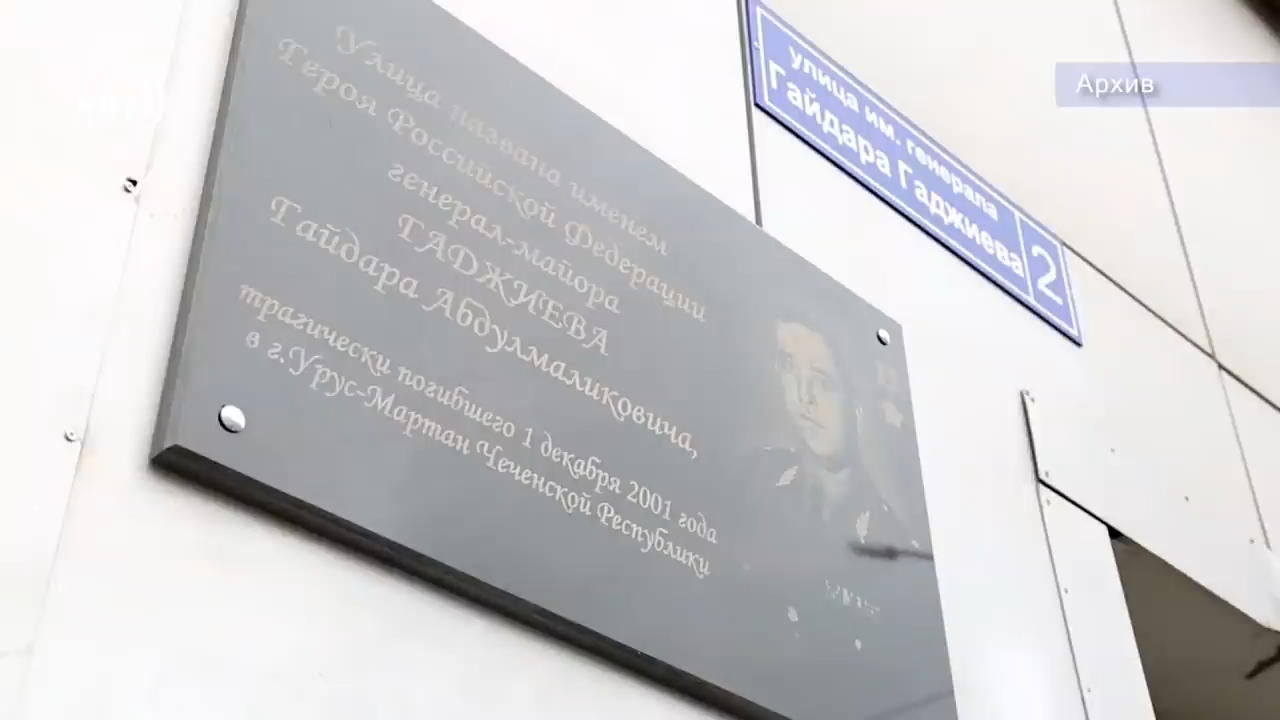 Улица названа именем
Героя Российской Федерации
генерал-майора
ГАДЖИЕВА
Гайдара Абдулмаликовича,
трагически погибшего 1 декабря 2001 года
в г.Урус-Мартан Чеченской Республики
улица им. генерала
Гайдара Гаджиева
2
Архив